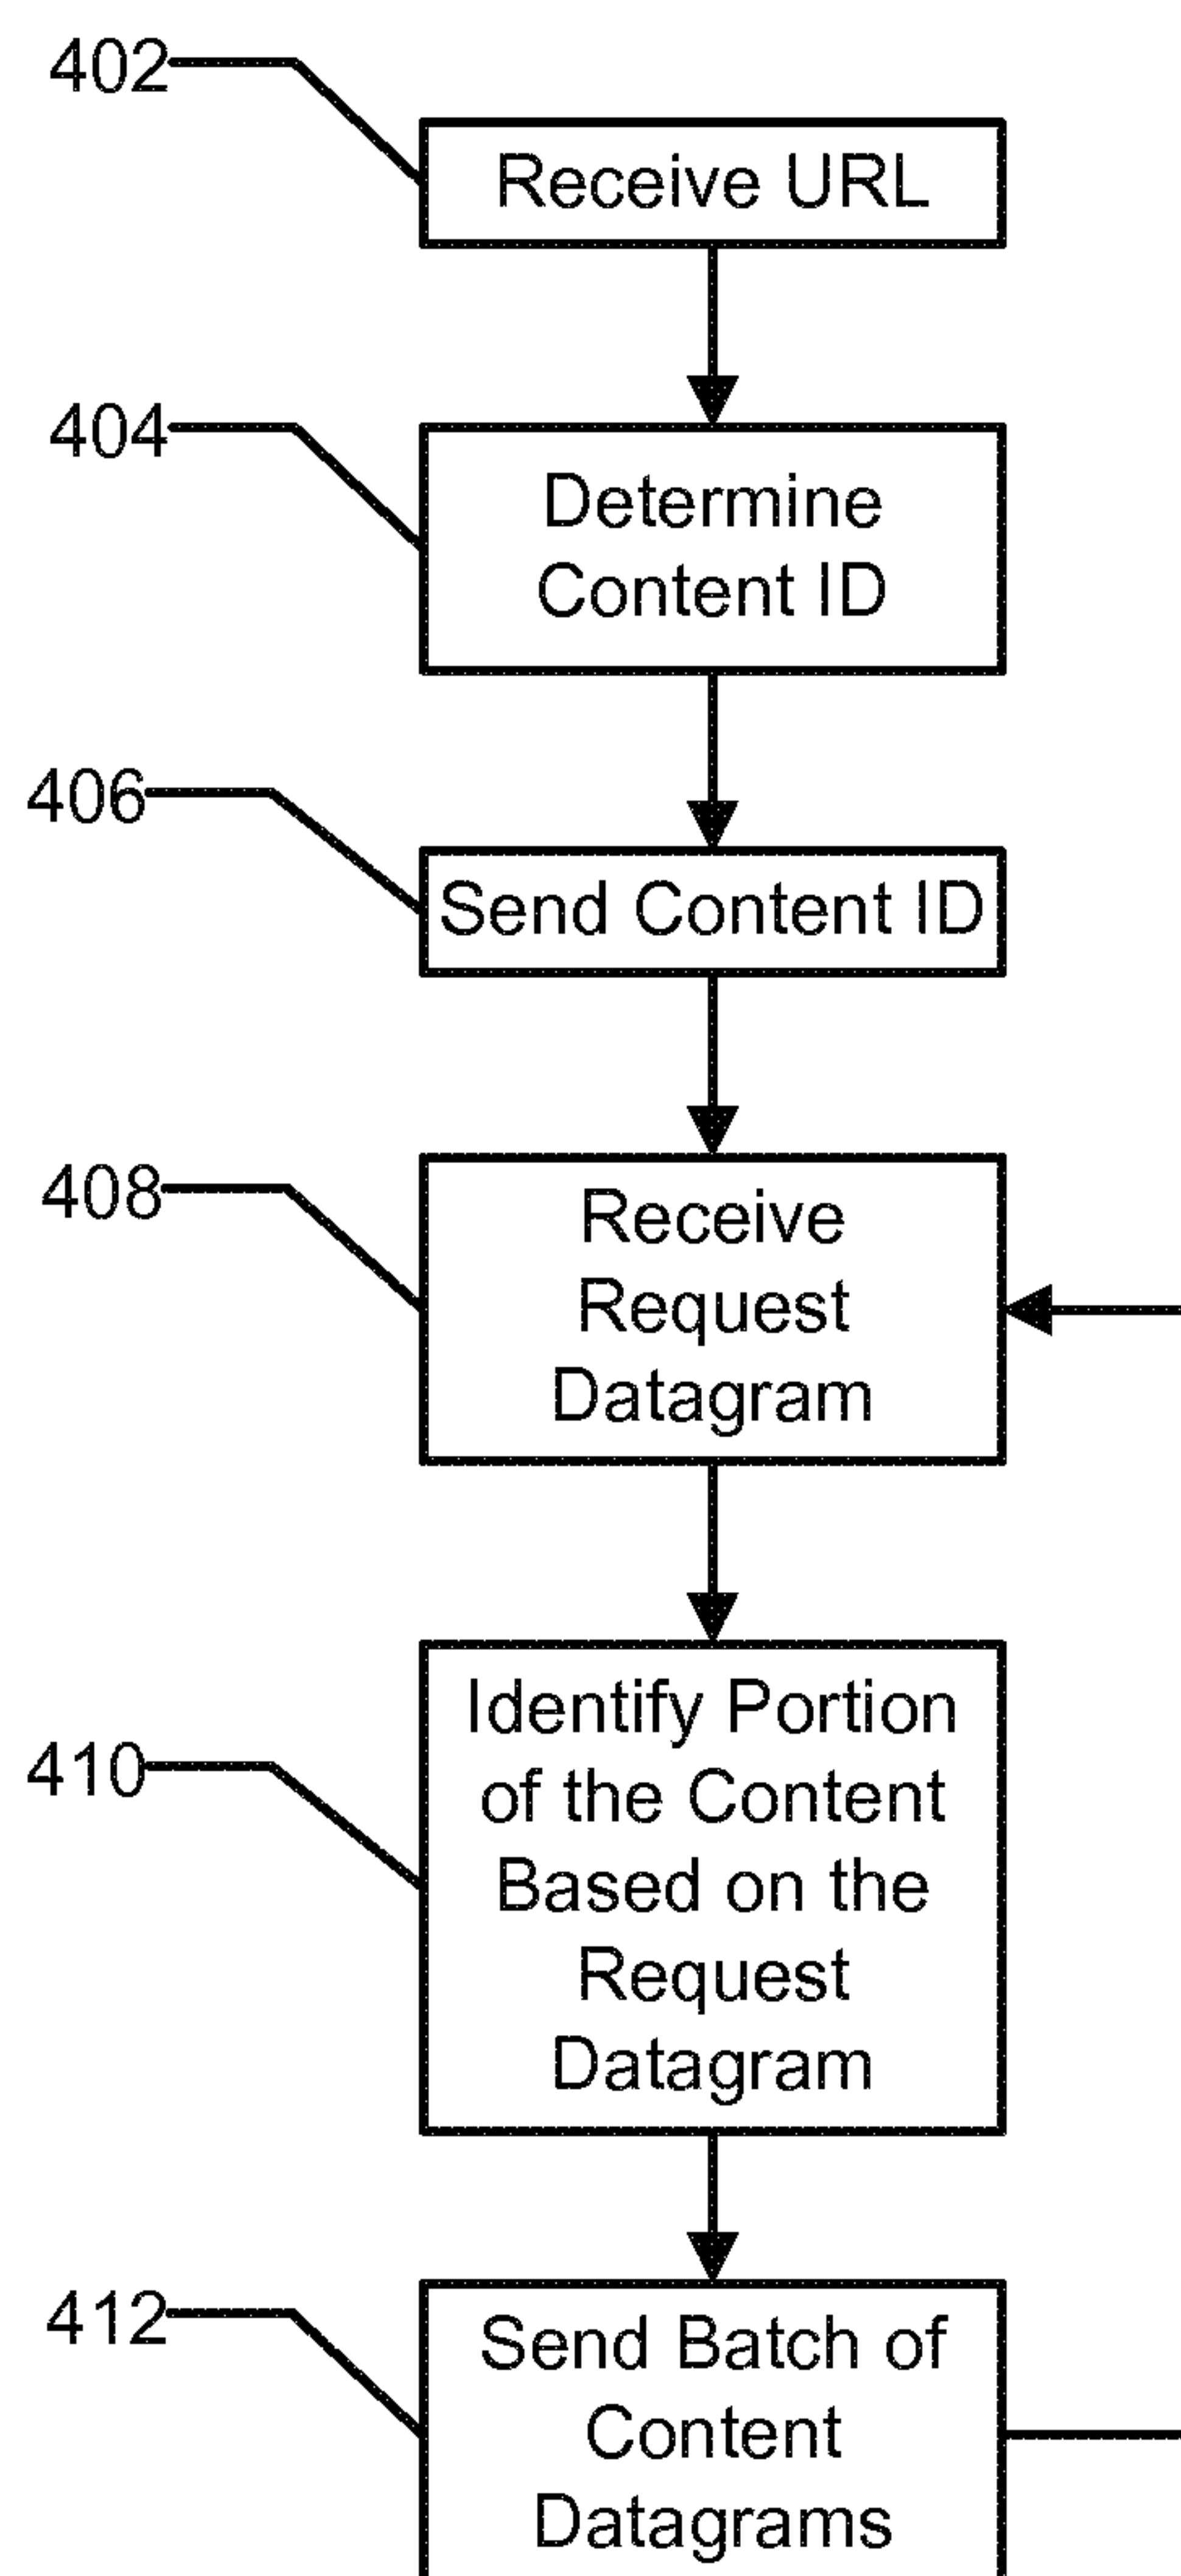 402
Receive URL
404
Determine
Content ID
406
Send Content ID
408
Receive
Request
Datagram
410
Identify Portion
of the Content
Based on the
Request
Datagram
412
Send Batch of
Content
Datagrams